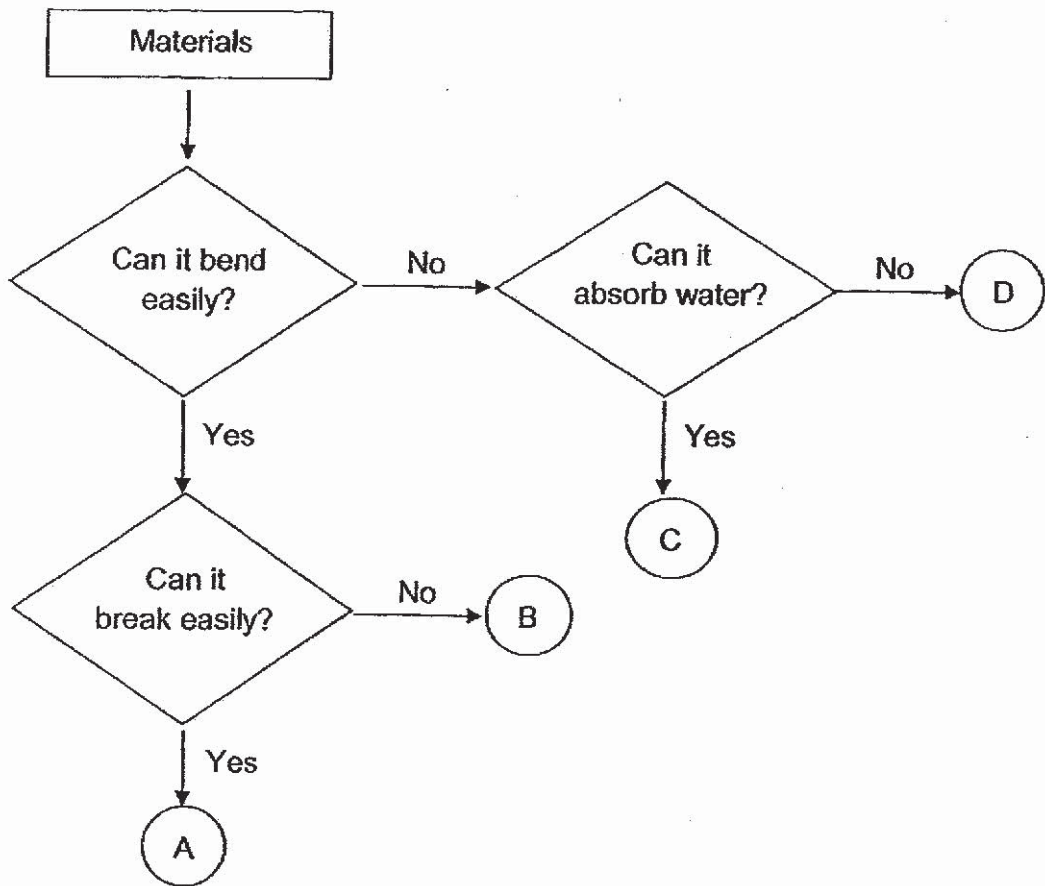 Materials
Can it bend
easily?
No
Can it
absorb water?
No
D
Yes
Yes
C
Can it
break easily?
No
B
Yes
A